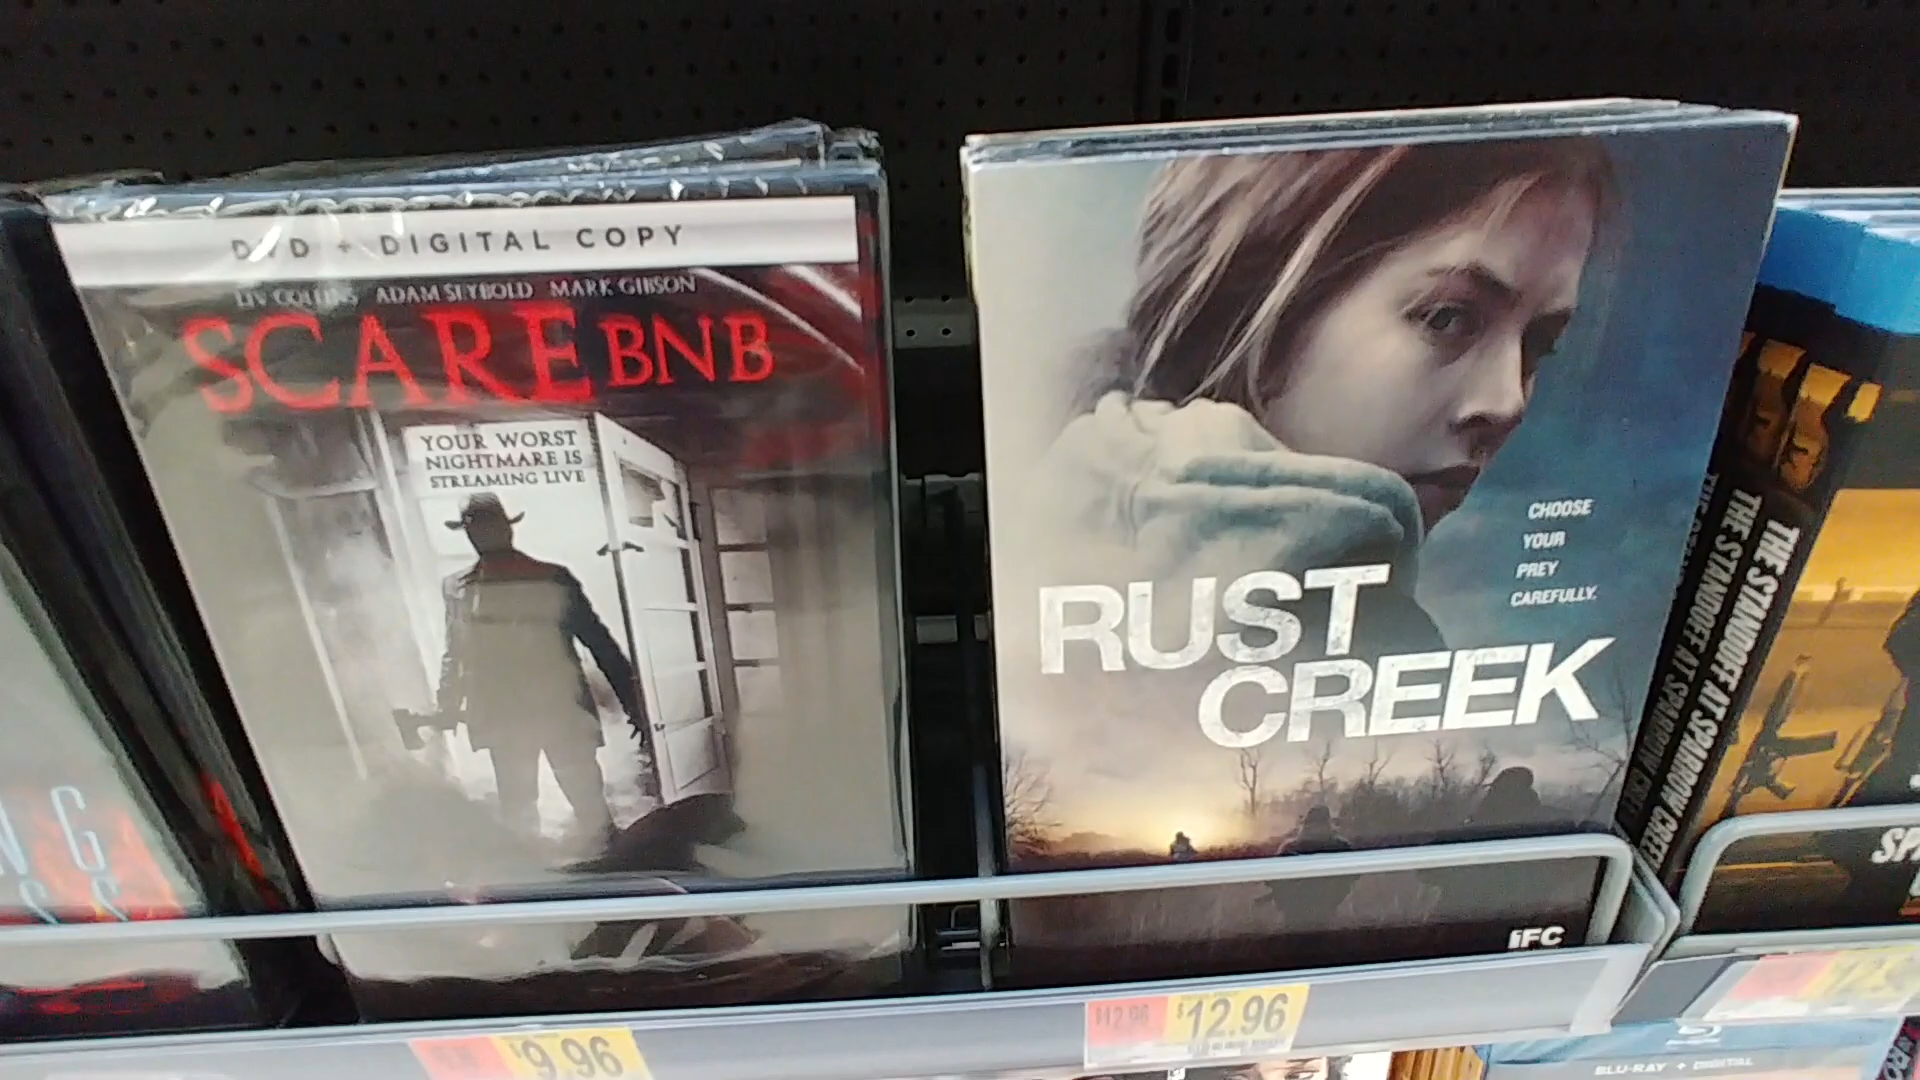 DVD + DIGITAL COPY
LIV COLLINS ADAM SEYBOLD MARK GIBSON
SCARE BNB
YOUR WORST
NIGHTMARE IS
STREAMING LIVE
CHOOSE
YOUR
PREY
CAREFULLY.
RUST
CREEK
iFC
THE STANDOFF AT SPARROW CREEK
THE STANDOFF AT SPARROW CREEK
$9.96
$12.96
$12.96
BLU-RAY + DIGITAL